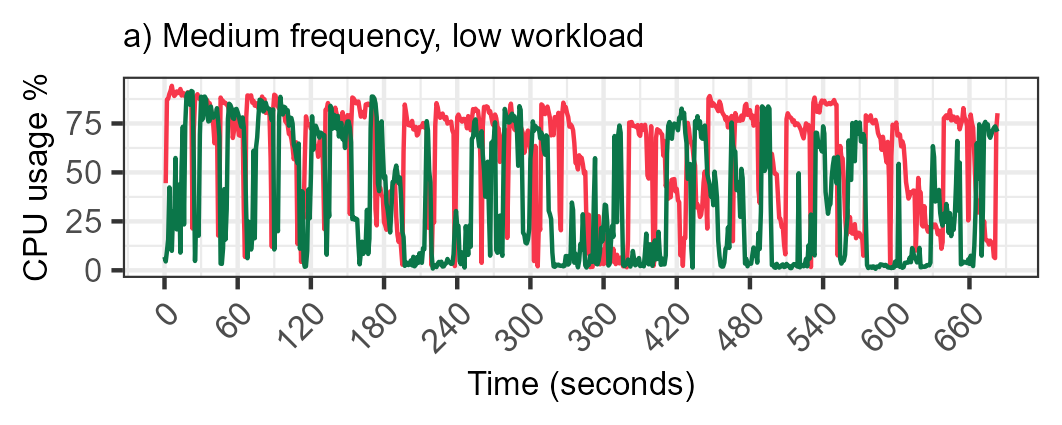 a) Medium frequency, low workload
CPU usage %
75
50
25
0
0 60 120 180 240 300 360 420 480 540 600 660
Time (seconds)